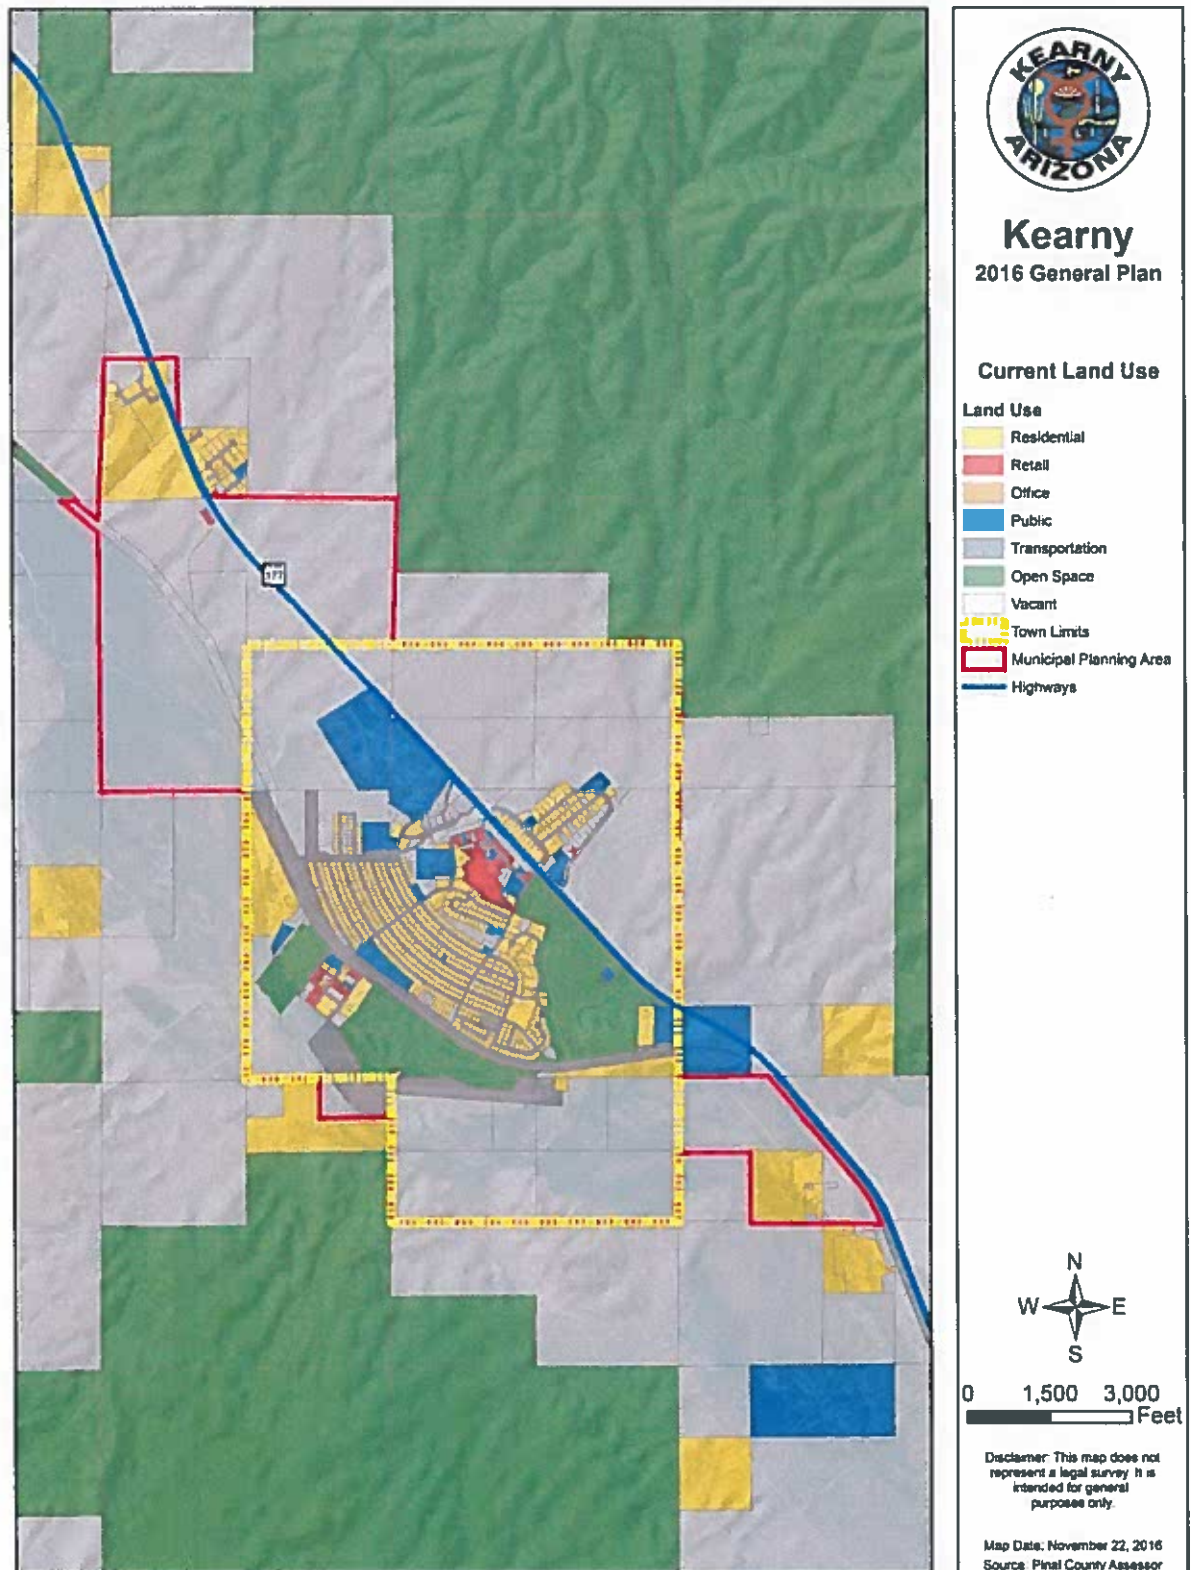 KEARNY
ARIZONA
Kearny
2016 General Plan
Current Land Use
Land Use
Residential
Retail
Office
Public
Transportation
Open Space
Vacant
Town Limits
Municipal Planning Area
Highways
177
N
W E
S
0 1,500 3,000
Feet
Disclaimer: This map does not
represent a legal survey. It is
intended for general
purposes only.
Map Date: November 22, 2016
Source: Pinal County Assessor